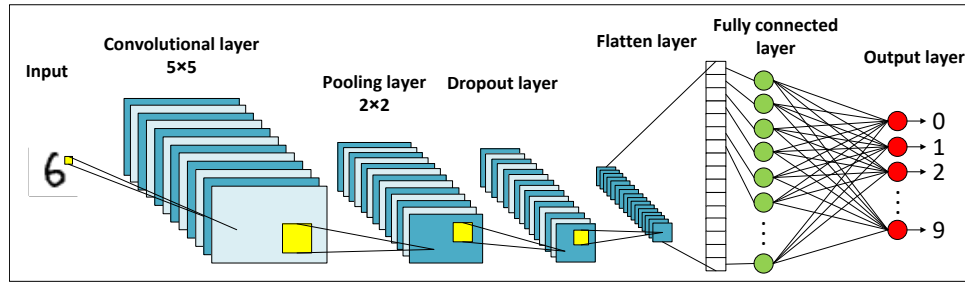 Input
Convolutional layer
5×5
Pooling layer
2×2
Dropout layer
Flatten layer
Fully connected
layer
Output layer
6
0
1
2
9